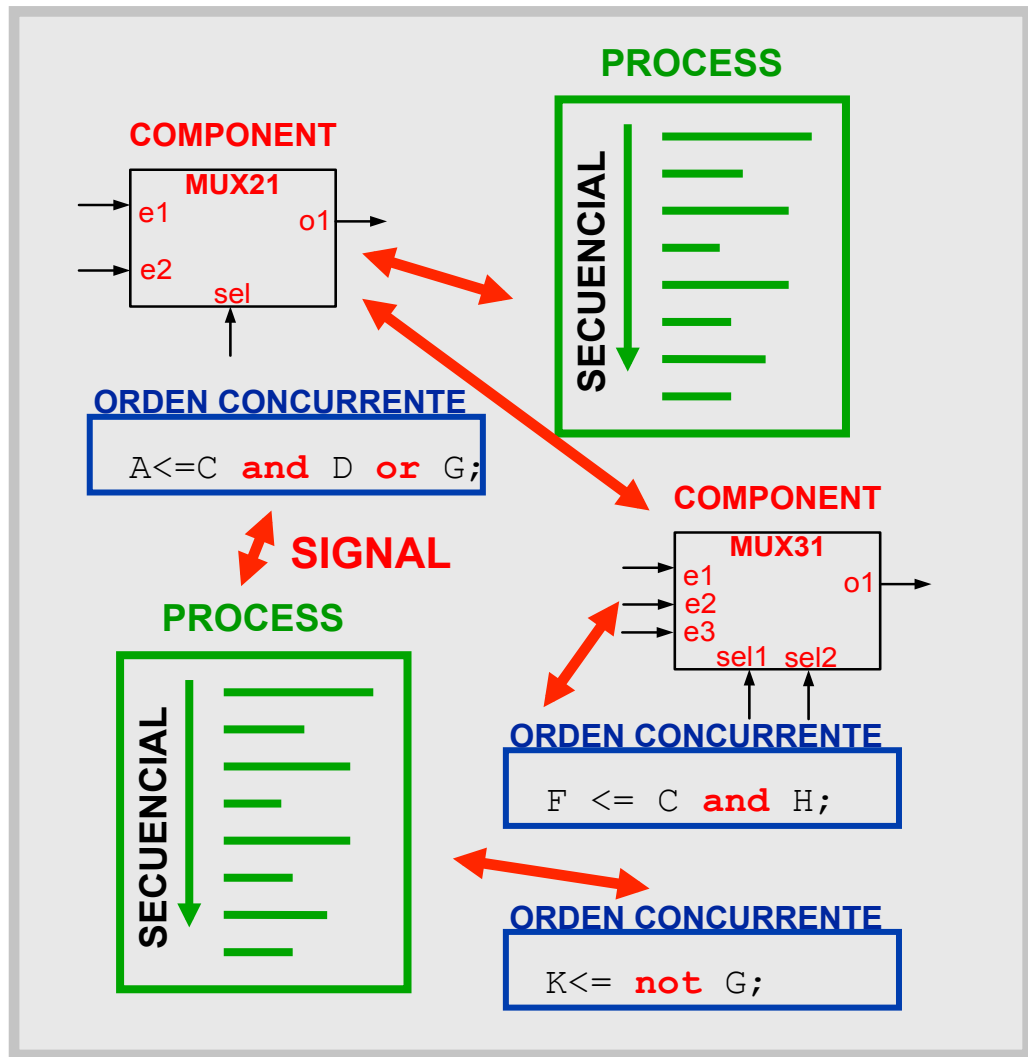 PROCESS
SECUENCIAL
COMPONENT
MUX21
e1
o1
e2
sel
ORDEN CONCURRENTE
A<=C and D or G;
SIGNAL
COMPONENT
MUX31
e1
o1
e2
e3
sel1 sel2
PROCESS
SECUENCIAL
ORDEN CONCURRENTE
F <= C and H;
ORDEN CONCURRENTE
K<= not G;